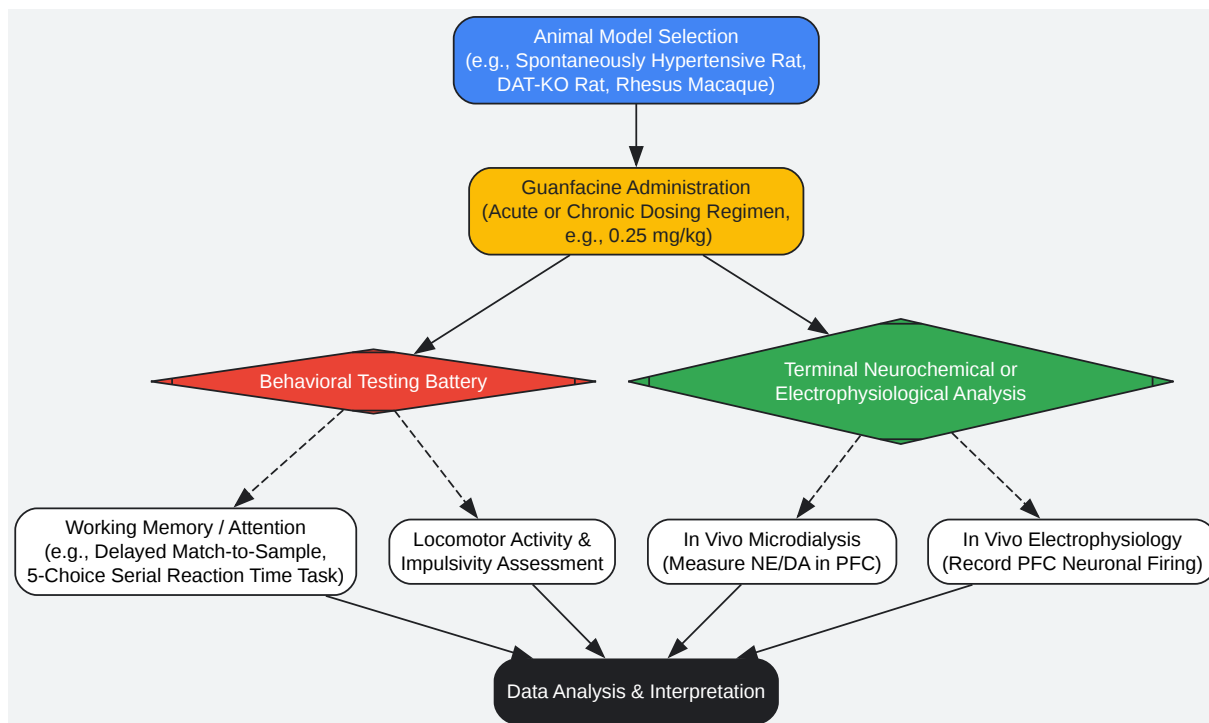 Animal Model Selection
(e.g., Spontaneously Hypertensive Rat,
DAT-KO Rat, Rhesus Macaque)
Guanfacine Administration
(Acute or Chronic Dosing Regimen,
e.g., 0.25 mg/kg)
Behavioral Testing Battery
Terminal Neurochemical or
Electrophysiological Analysis
Working Memory / Attention
(e.g., Delayed Match-to-Sample,
5-Choice Serial Reaction Time Task)
Locomotor Activity &
Impulsivity Assessment
In Vivo Microdialysis
(Measure NE/DA in PFC)
In Vivo Electrophysiology
(Record PFC Neuronal Firing)
Data Analysis & Interpretation